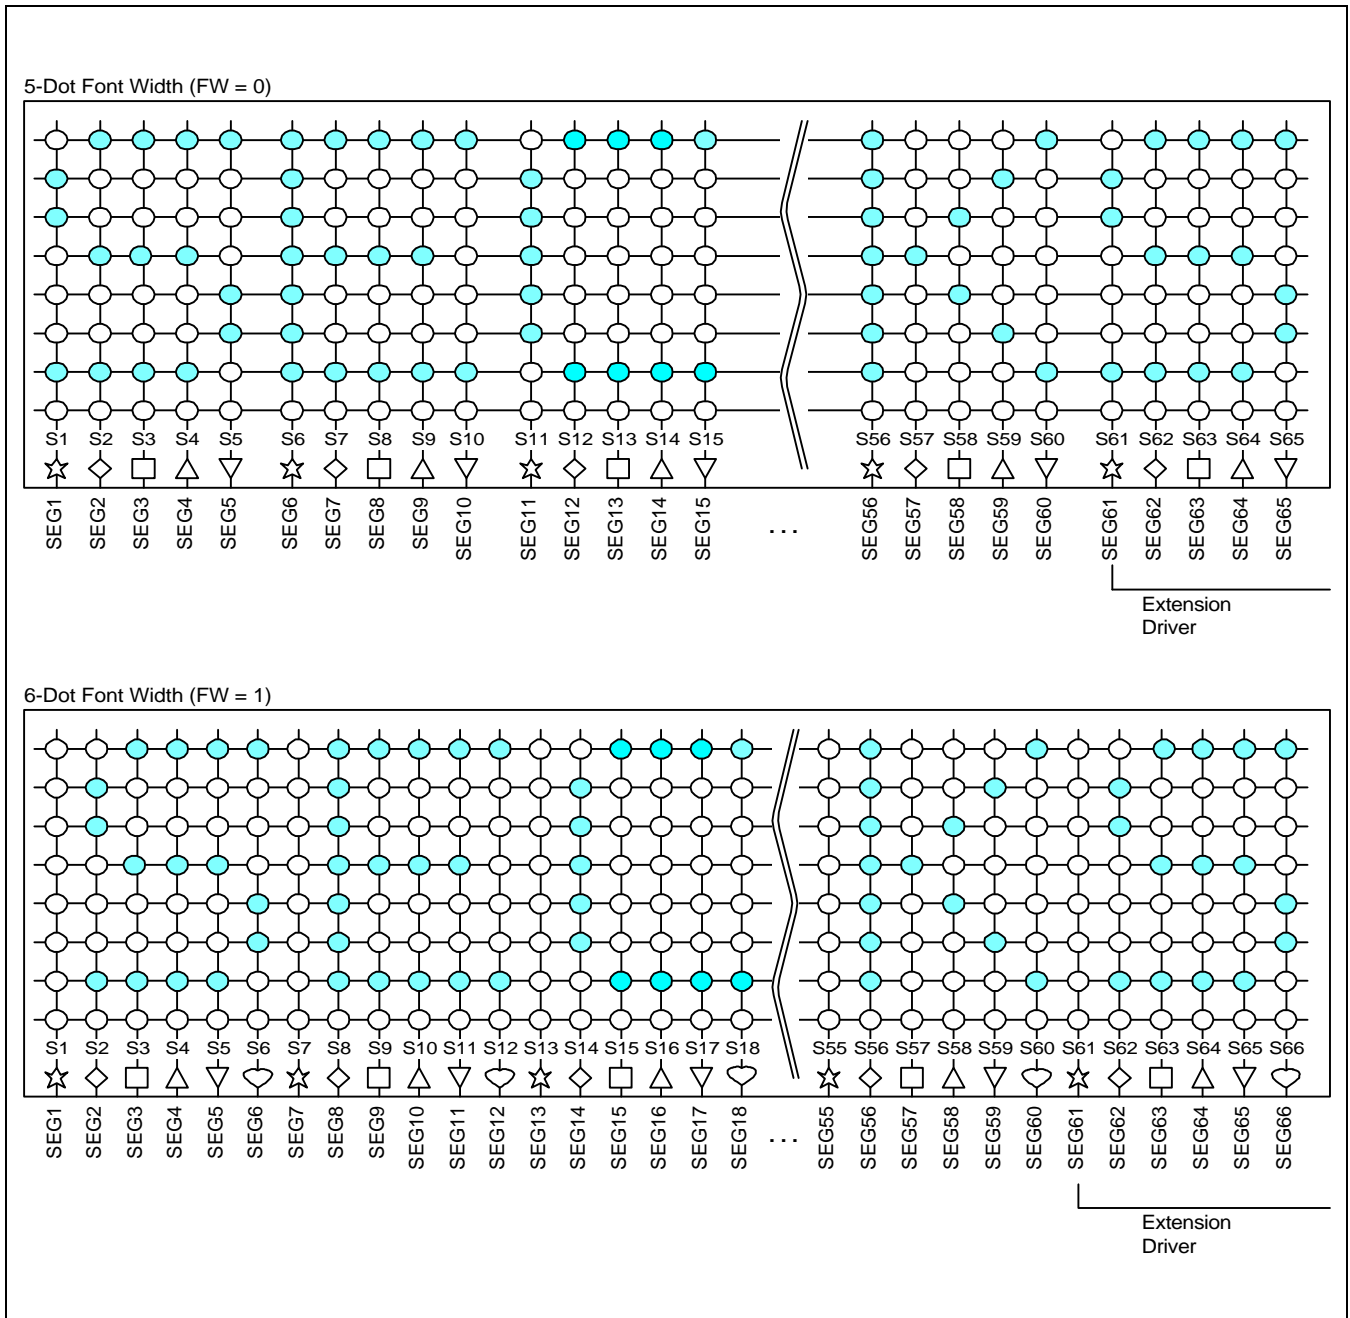 5-Dot Font Width (FW = 0)
S1 S2 S3 S4 S5 S6 S7 S8 S9 S10 S11 S12 S13 S14 S15 S56 S57 S58 S59 S60 S61 S62 S63 S64 S65
SEG1 SEG2 SEG3 SEG4 SEG5 SEG6 SEG7 SEG8 SEG9 SEG10 SEG11 SEG12 SEG13 SEG14 SEG15 ... SEG56 SEG57 SEG58 SEG59 SEG60 SEG61 SEG62 SEG63 SEG64 SEG65
Extension
Driver
6-Dot Font Width (FW = 1)
S1 S2 S3 S4 S5 S6 S7 S8 S9 S10 S11 S12 S13 S14 S15 S16 S17 S18 S55 S56 S57 S58 S59 S60 S61 S62 S63 S64 S65 S66
SEG1 SEG2 SEG3 SEG4 SEG5 SEG6 SEG7 SEG8 SEG9 SEG10 SEG11 SEG12 SEG13 SEG14 SEG15 SEG16 SEG17 SEG18 ... SEG55 SEG56 SEG57 SEG58 SEG59 SEG60 SEG61 SEG62 SEG63 SEG64 SEG65 SEG66
Extension
Driver